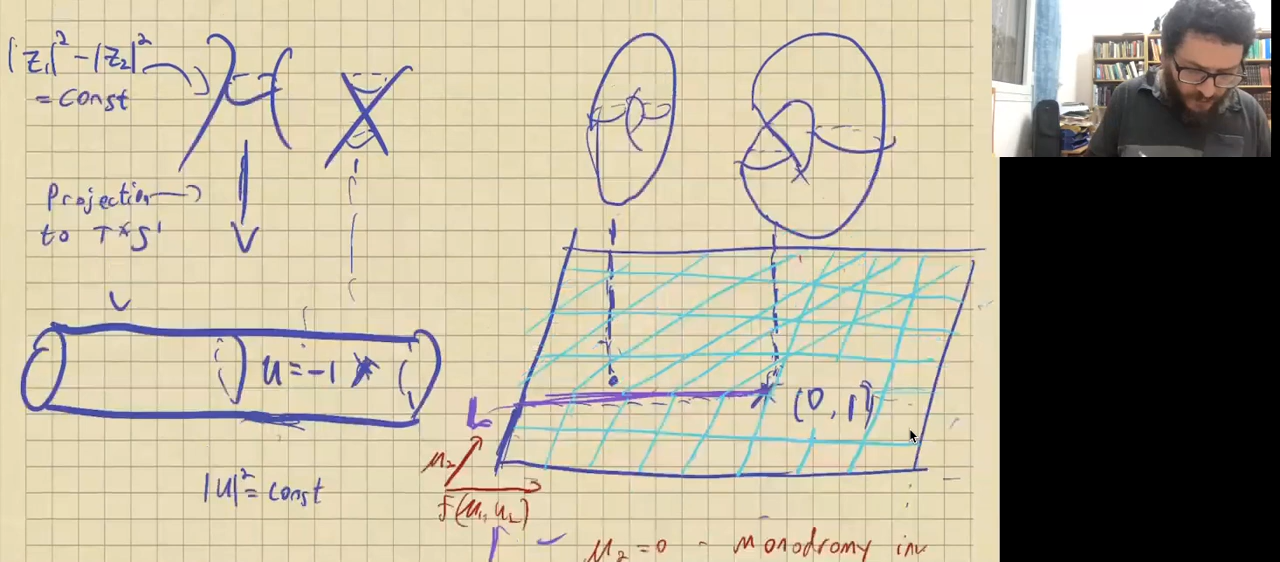 |z₁|² - |z₂|²
= const
Projection
to T*S¹
u = -1
|u|² = const
(0, 1)
μ₂
f(μ₁, μ₂)
μ₂ = 0 - monodromy inv